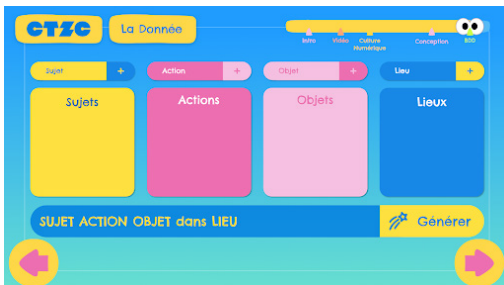 CTZC
La Donnée
Intro
Vidéo
Culture
Numérique
Conception
ECO
Sujet +
Action +
Objet +
Lieu +
Sujets
Actions
Objets
Lieux
SUJET ACTION OBJET dans LIEU
Générer